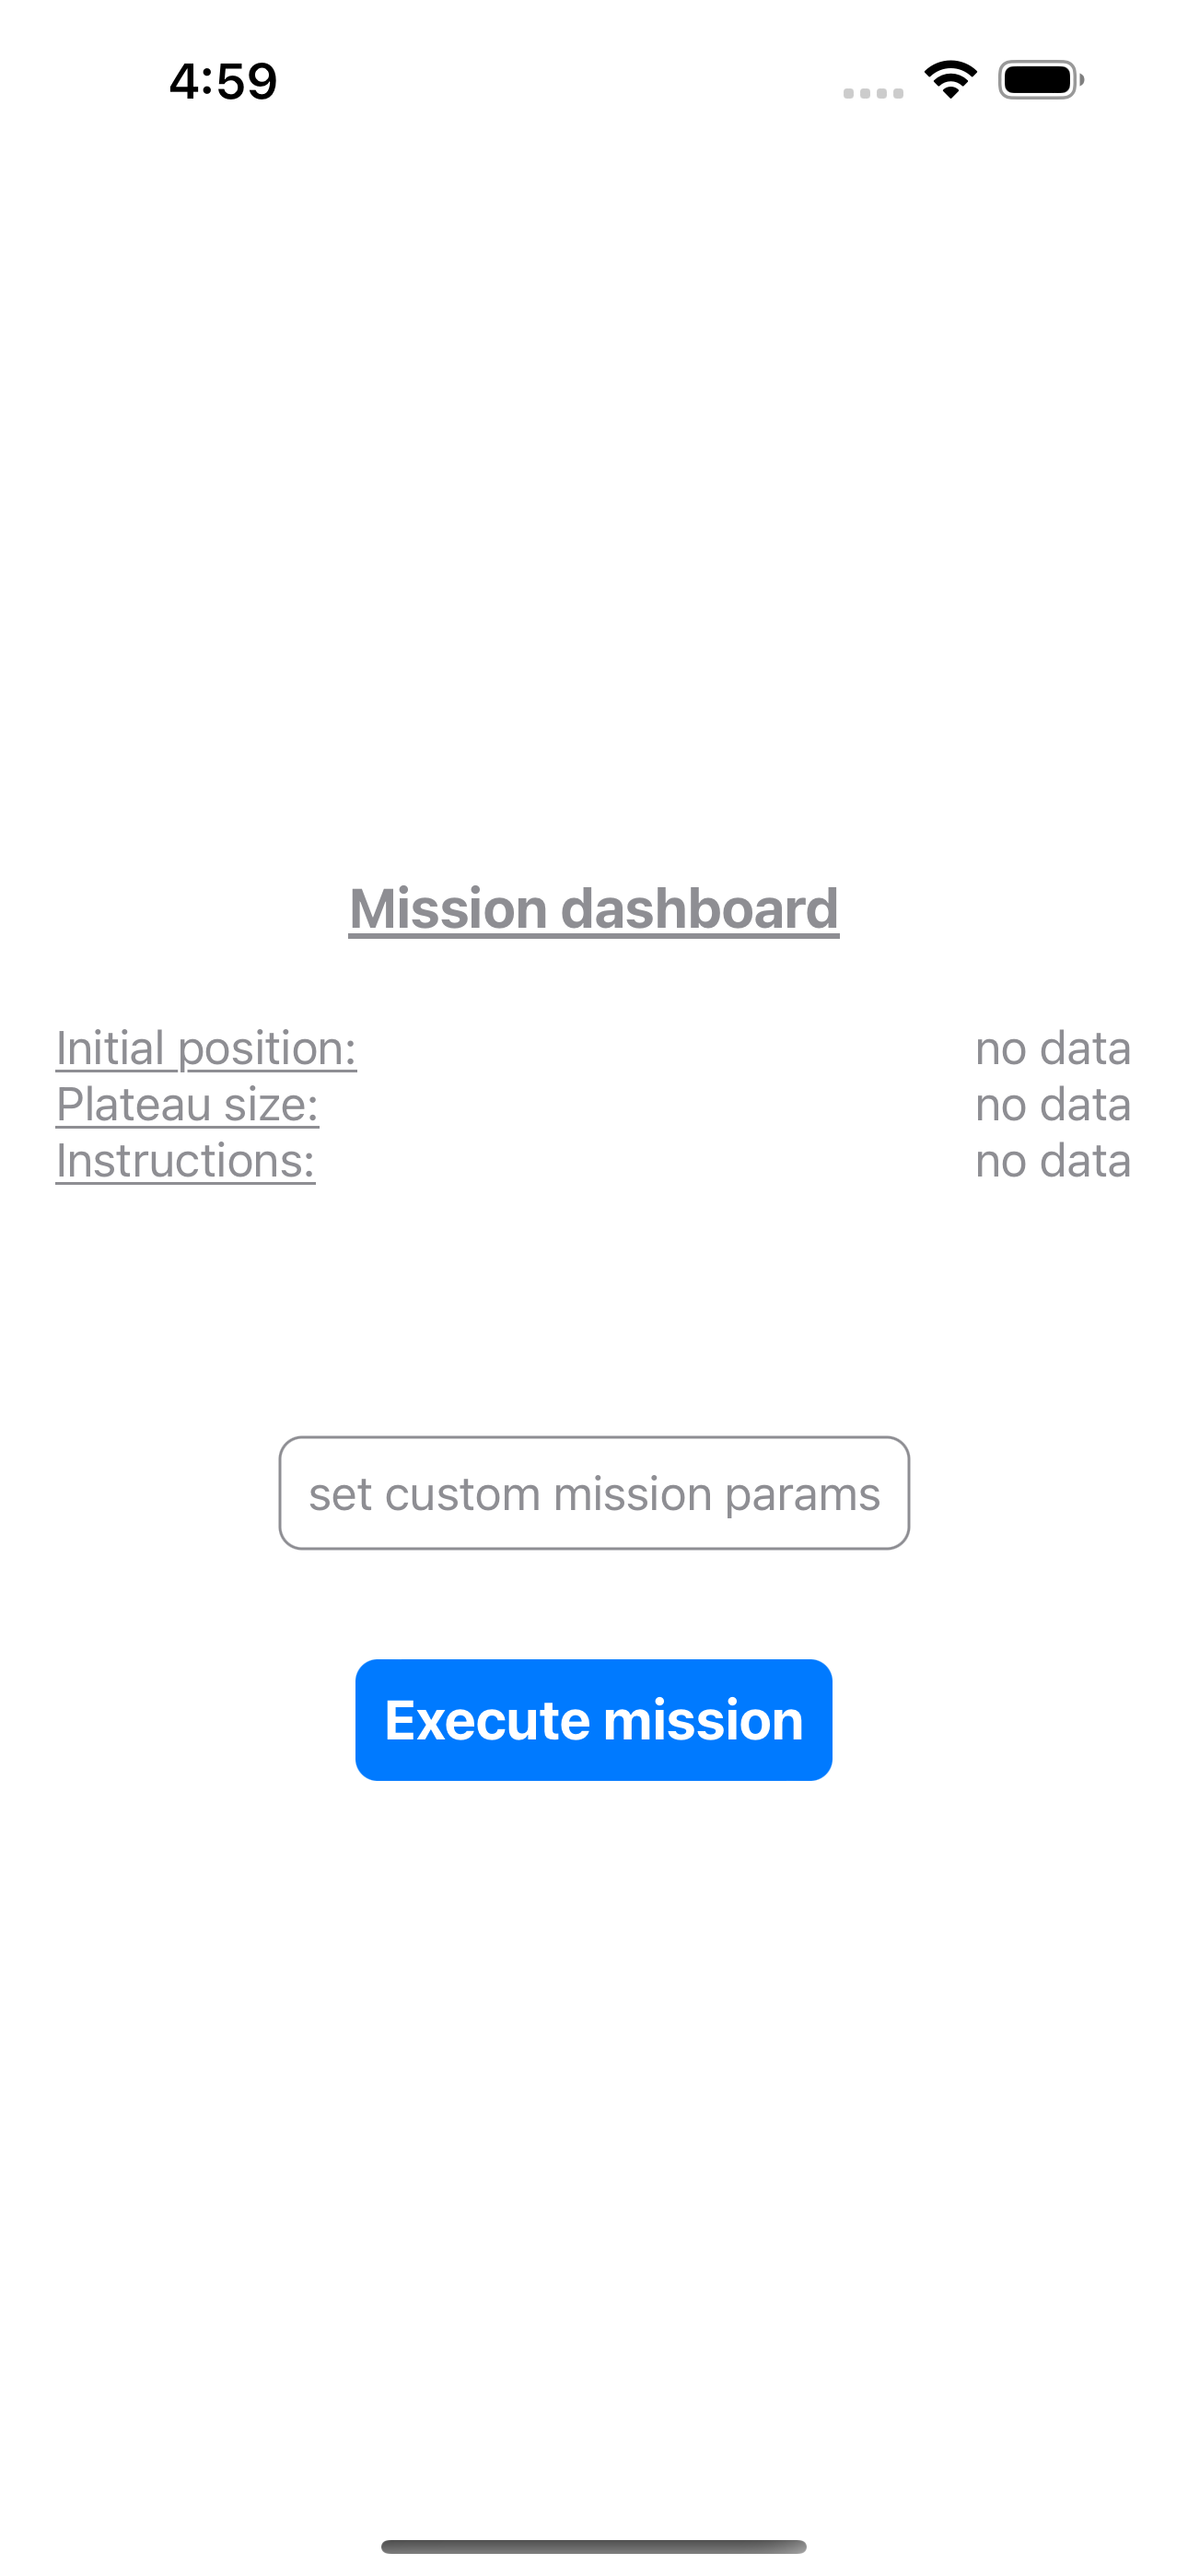 4:59
Mission dashboard
Initial position: no data
Plateau size: no data
Instructions: no data
set custom mission params
Execute mission